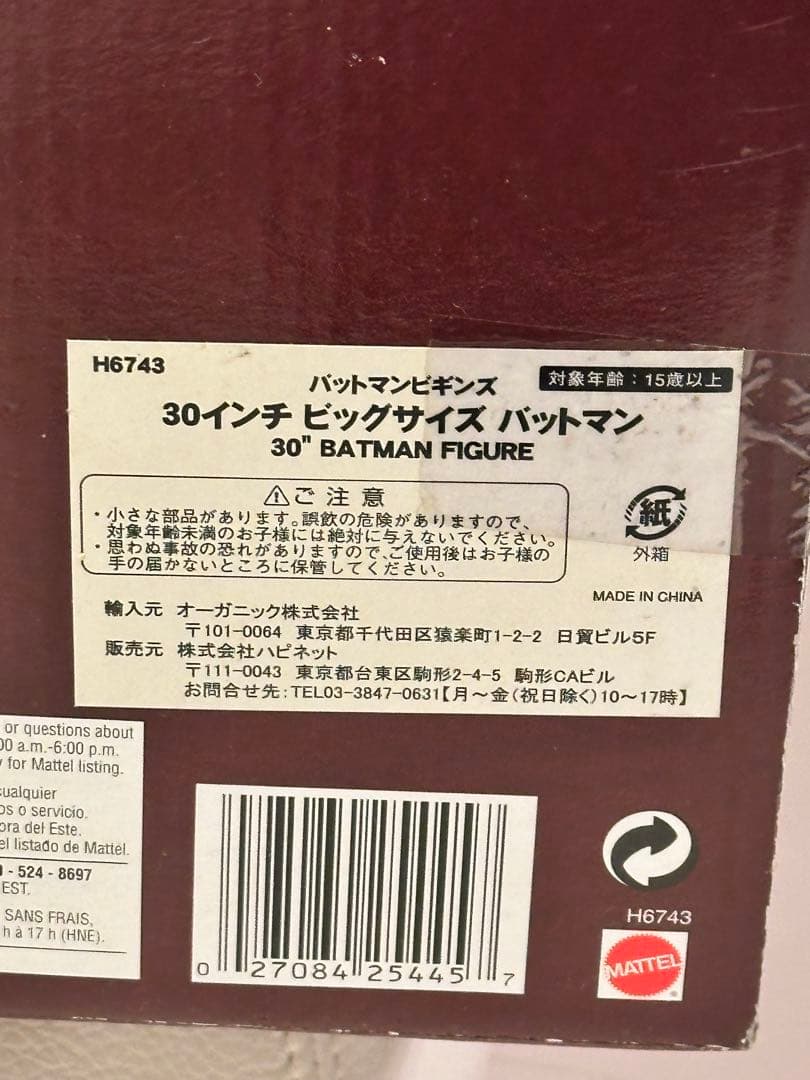 H6743
バットマンビギンズ
対象年齢：15歳以上
30インチ ビッグサイズ バットマン
30" BATMAN FIGURE
⚠ご注意
・小さな部品があります。誤飲の危険がありますので、
対象年齢未満のお子様には絶対に与えないでください。
・思わぬ事故の恐れがありますので、ご使用後はお子様の
手の届かないところに保管してください。
紙
外箱
MADE IN CHINA
輸入元 オーガニック株式会社
〒101-0064 東京都千代田区猿楽町1-2-2 日貿ビル5F
販売元 株式会社ハピネット
〒111-0043 東京都台東区駒形2-4-5 駒形CAビル
お問合せ先：TEL03-3847-0631【月～金（祝日除く）10～17時】
or questions about
00 a.m.-6:00 p.m.
for Mattel listing.
cualquier
os o servicio.
ora del Este.
el listado de Mattel.
- 524 - 8697
EST.
SANS FRAIS,
h à 17 h (HNE).
0 27084 25445 7
H6743
MATTEL